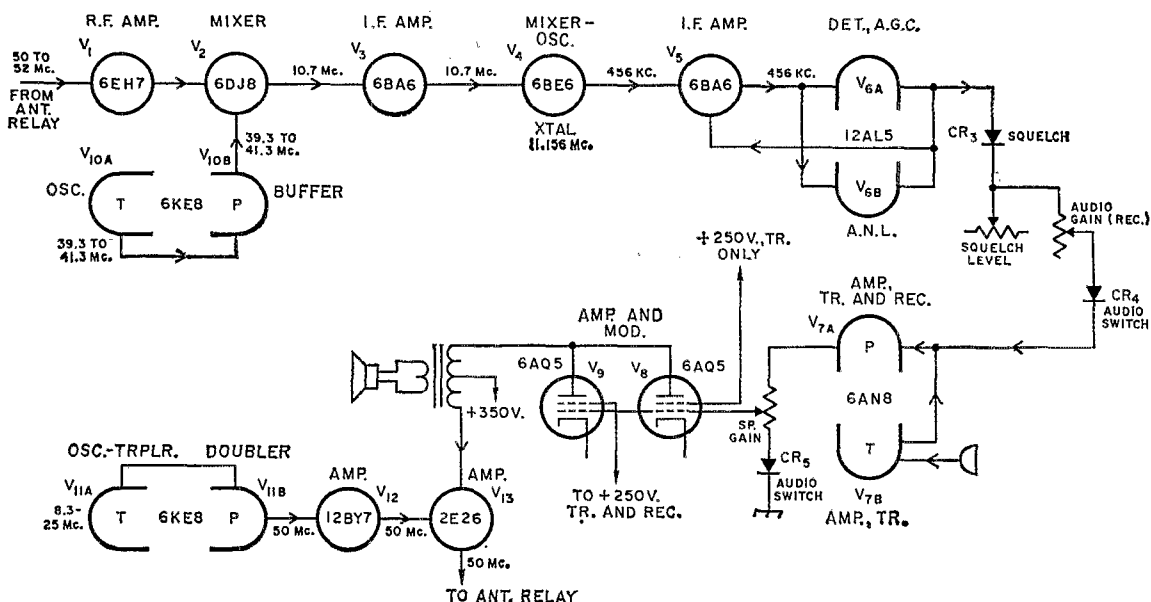 R.F. AMP.
MIXER
I.F. AMP.
MIXER-
OSC.
I.F. AMP.
DET., A.G.C.
V1
V2
V3
V4
V5
50 TO
52 Mc.
FROM
ANT.
RELAY
6EH7
6DJ8
10.7 Mc.
6BA6
10.7 Mc.
6BE6
456 KC.
6BA6
456 KC.
V6A
XTAL
11.156 Mc.
12AL5
CR3
SQUELCH
39.3 TO
41.3 Mc.
V10A
V10B
OSC.
T
6KE8
P
BUFFER
39.3 TO
41.3 Mc.
V6B
A.N.L.
SQUELCH
LEVEL
AUDIO
GAIN (REC.)
+250V., TR.
ONLY
CR4
AUDIO
SWITCH
AMP.,
TR. AND REC.
V7A
P
6AN8
T
V7B
AMP., TR.
AMP. AND
MOD.
6AQ5
V9
V8
6AQ5
+350V.
SP.
GAIN
CR5
AUDIO
SWITCH
TO +250V.
TR. AND REC.
OSC.-TRPLR.
DOUBLER
V11A
V11B
8.3-
25 Mc.
T
6KE8
P
50 Mc.
AMP.
V12
12BY7
50 Mc.
AMP.
V13
2E26
50 Mc.
TO ANT. RELAY